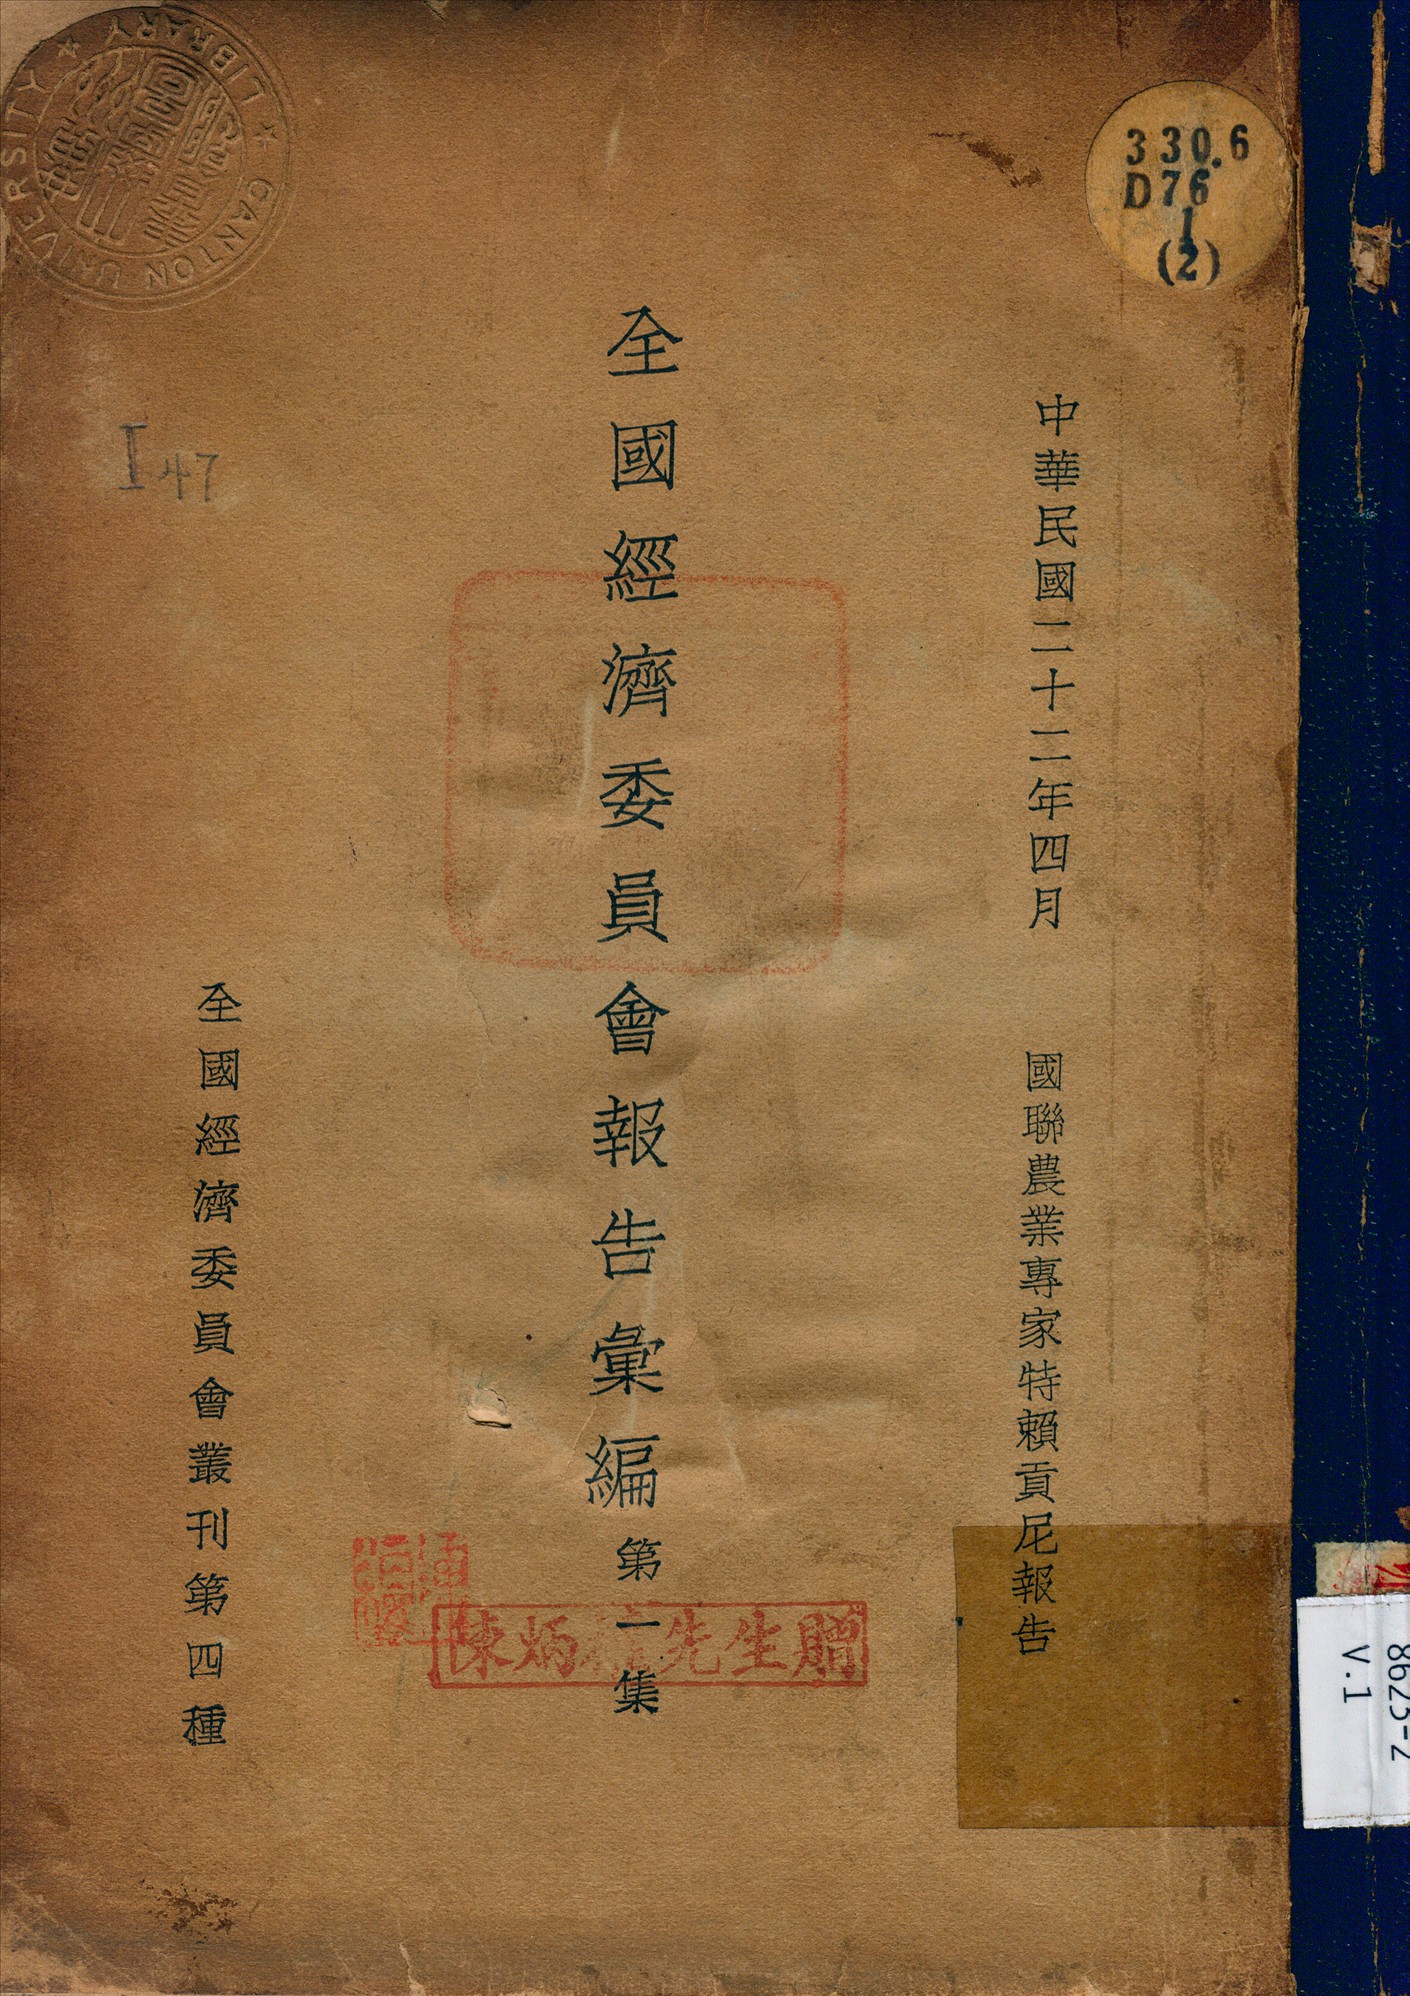 中華民國二十二年四月　國聯農業專家特賴貢尼報告
全國經濟委員會報告彙編第一集
全國經濟委員會叢刊第四種
陳炳 先生贈
330.6
D76
1
(2)
I 47
CANTON UNIVERSITY ★ LIBRARY ★
8625-2
V.1